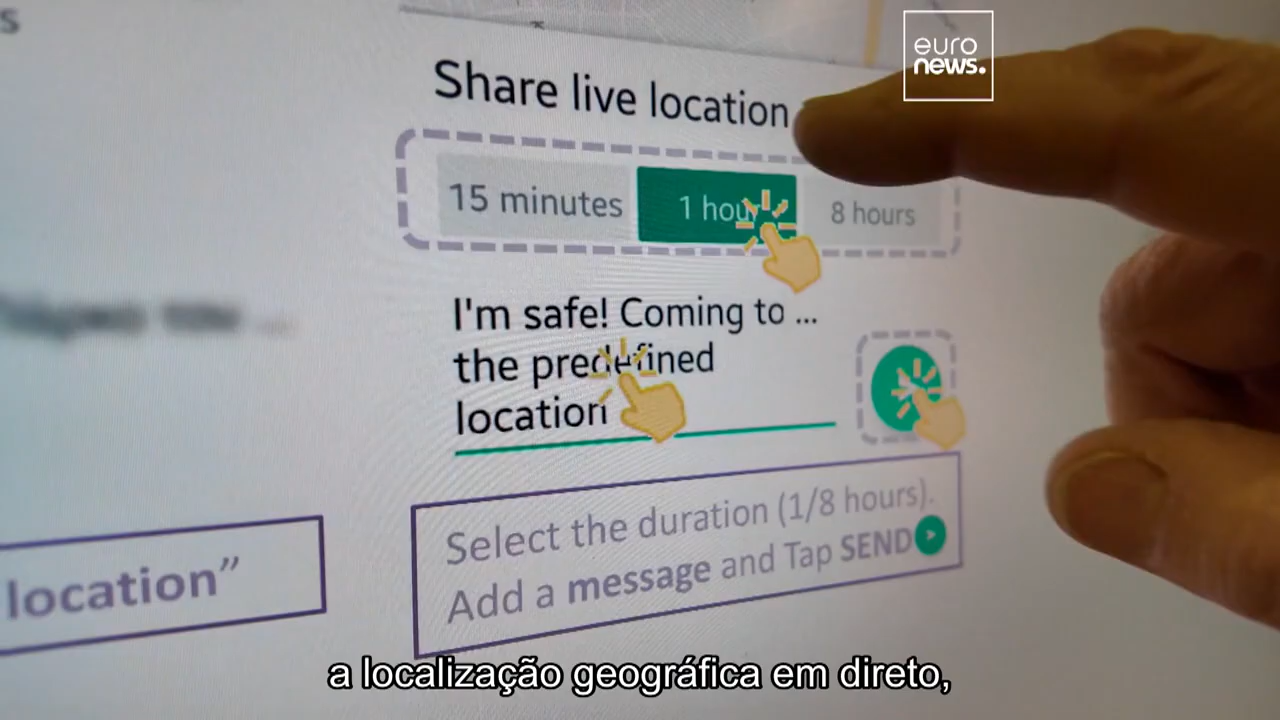 s
euro
news.
Share live location
15 minutes
1 hour
8 hours
I'm safe! Coming to ...
the predefined
location
Select the duration (1/8 hours).
Add a message and Tap SEND
location”
a localização geográfica em direto,